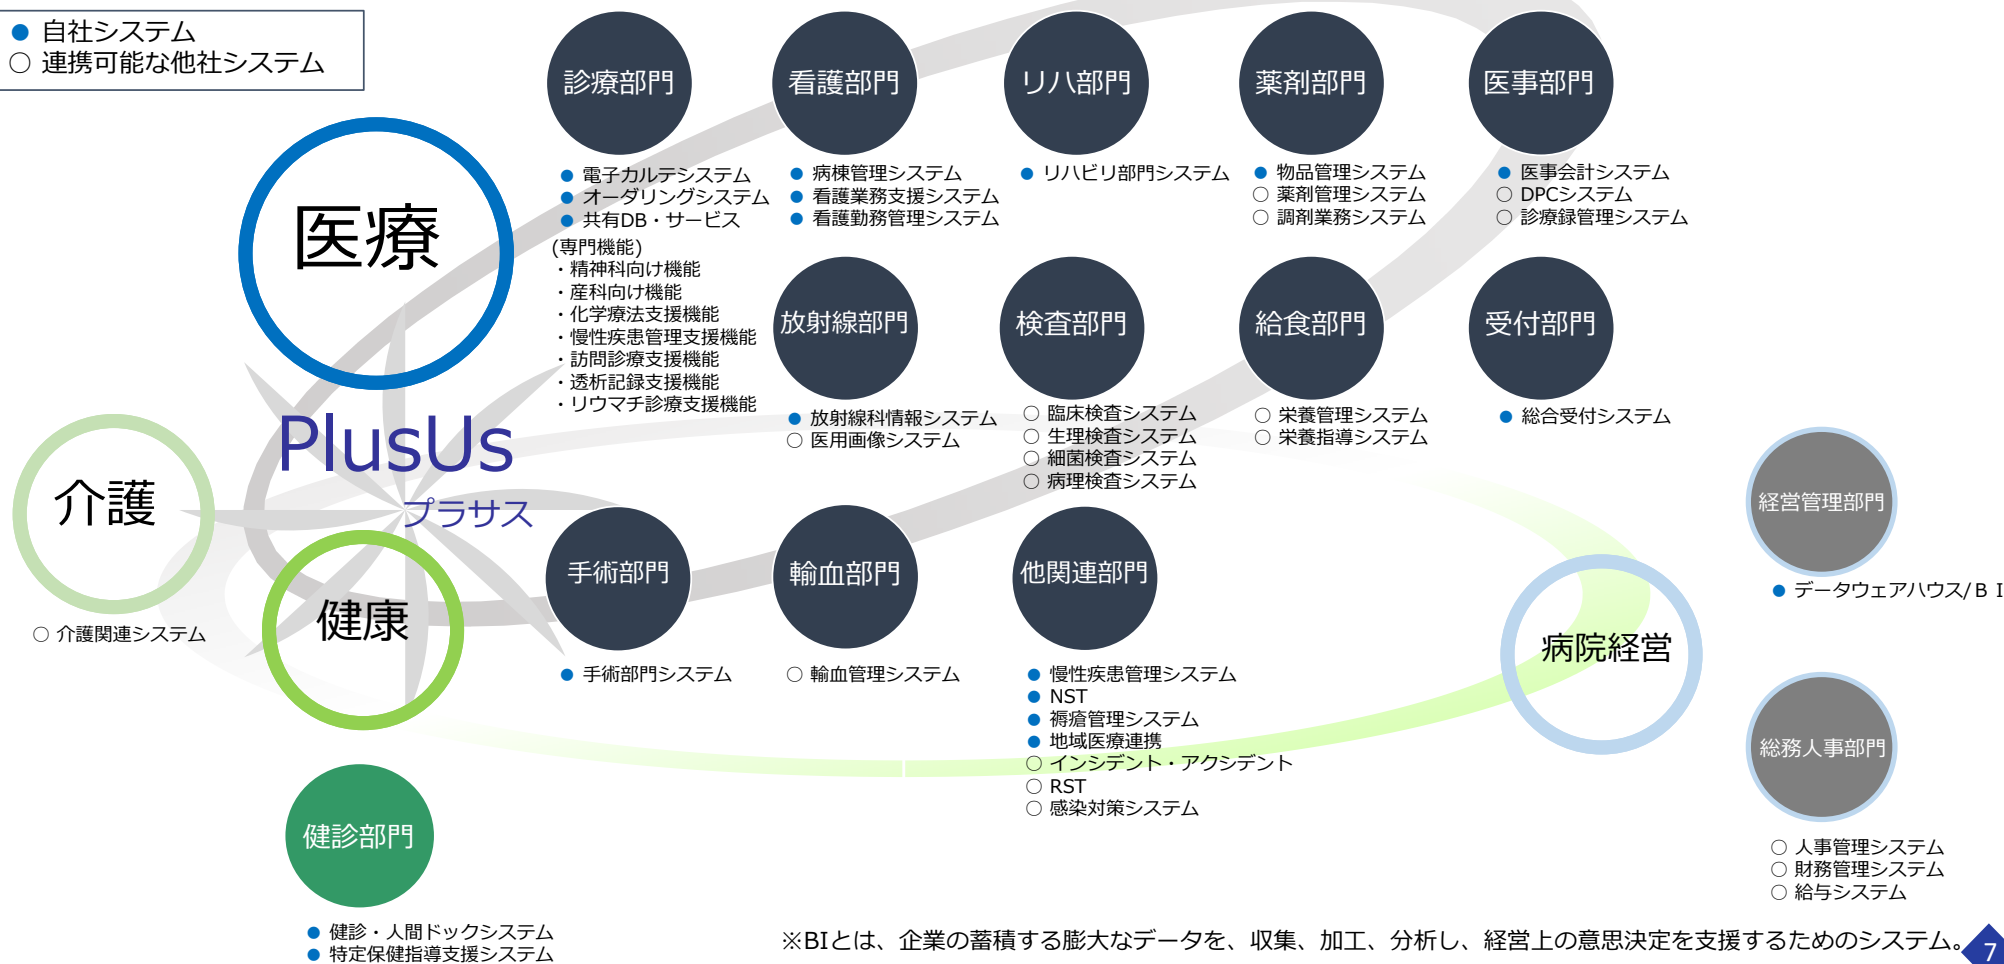 ● 自社システム
○ 連携可能な他社システム
医療
PlusUs
プラサス
介護
○ 介護関連システム
健康
健診部門
● 健診・人間ドックシステム
● 特定保健指導支援システム
診療部門
● 電子カルテシステム
● オーダリングシステム
● 共有DB・サービス
(専門機能)
・精神科向け機能
・産科向け機能
・化学療法支援機能
・慢性疾患管理支援機能
・訪問診療支援機能
・透析記録支援機能
・リウマチ診療支援機能
看護部門
● 病棟管理システム
● 看護業務支援システム
● 看護勤務管理システム
リハ部門
● リハビリ部門システム
薬剤部門
● 物品管理システム
○ 薬剤管理システム
○ 調剤業務システム
医事部門
● 医事会計システム
○ DPCシステム
○ 診療録管理システム
放射線部門
● 放射線科情報システム
○ 医用画像システム
検査部門
○ 臨床検査システム
○ 生理検査システム
○ 細菌検査システム
○ 病理検査システム
給食部門
○ 栄養管理システム
○ 栄養指導システム
受付部門
● 総合受付システム
手術部門
● 手術部門システム
輸血部門
○ 輸血管理システム
他関連部門
● 慢性疾患管理システム
● NST
● 褥瘡管理システム
● 地域医療連携
○ インシデント・アクシデント
○ RST
○ 感染対策システム
病院経営
経営管理部門
● データウェアハウス/ＢＩ
総務人事部門
○ 人事管理システム
○ 財務管理システム
○ 給与システム
※BIとは、企業の蓄積する膨大なデータを、収集、加工、分析し、経営上の意思決定を支援するためのシステム。
7